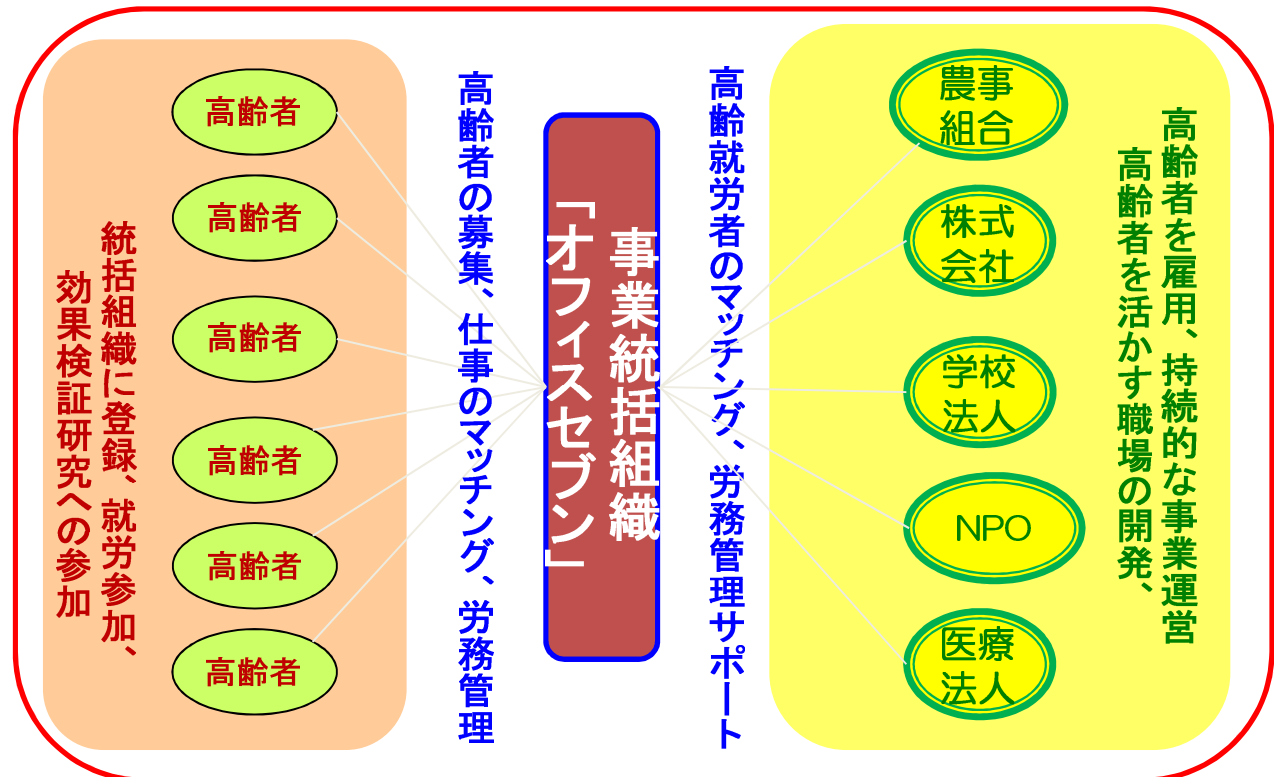 統括組織に登録、就労参加、
効果検証研究への参加
高齢者
高齢者
高齢者
高齢者
高齢者
高齢者
高齢者の募集、仕事のマッチング、労務管理
事業統括組織
「オフィスセブン」
高齢就労者のマッチング、労務管理サポート
農事
組合
株式
会社
学校
法人
NPO
医療
法人
高齢者を雇用、持続的な事業運営
高齢者を活かす職場の開発、